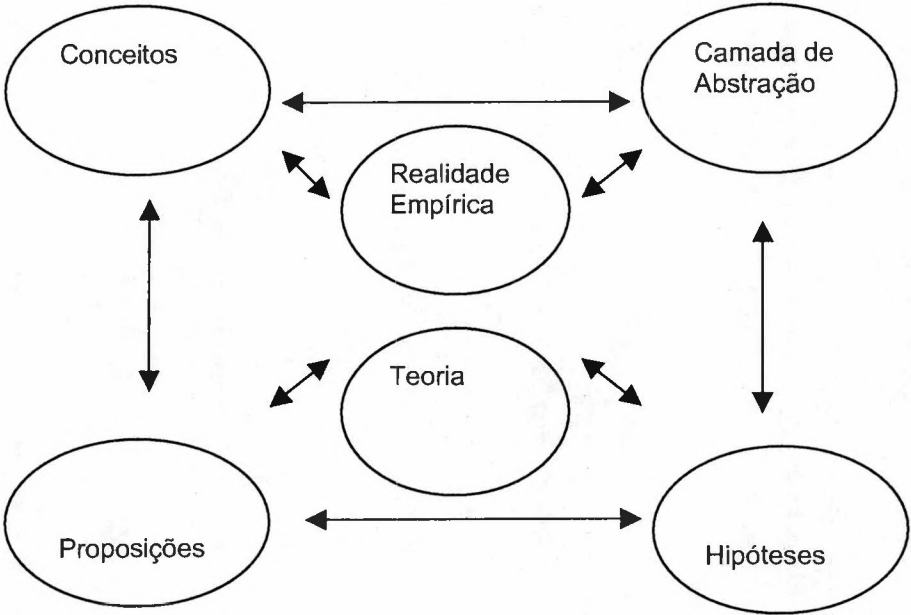 Conceitos
Camada de
Abstração
Realidade
Empírica
Teoria
Proposições
Hipóteses